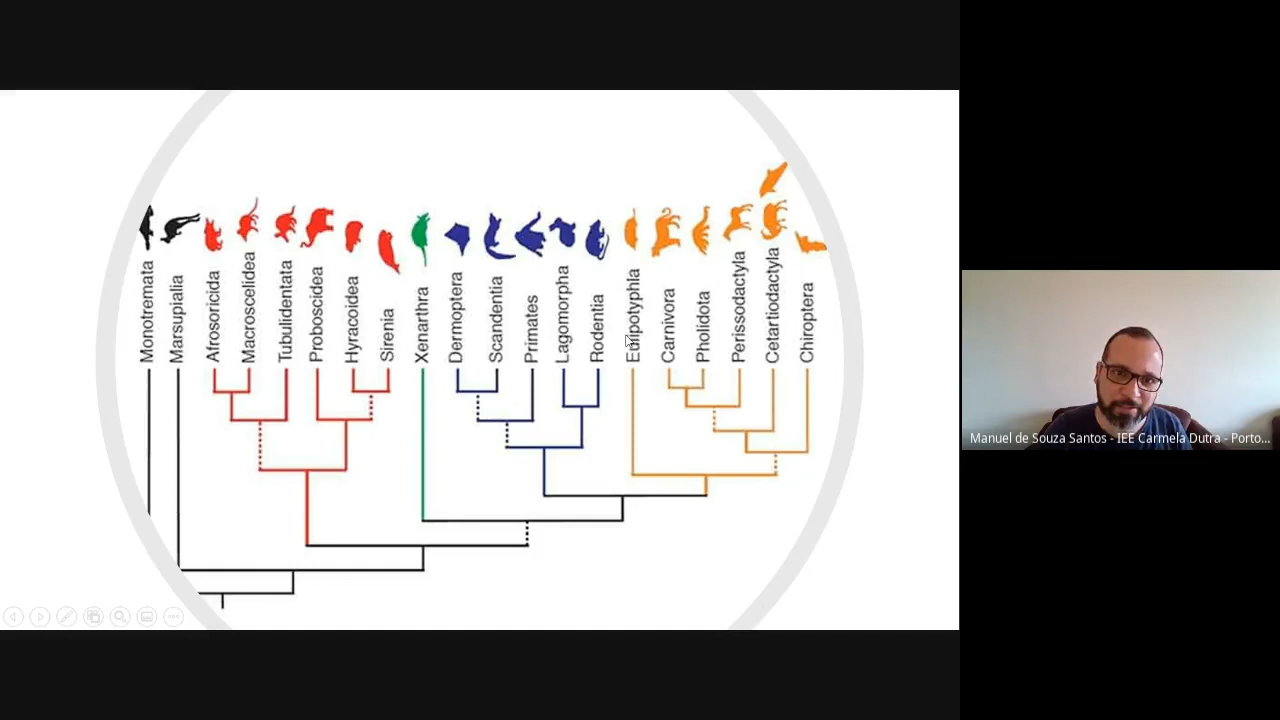 Monotremata
Marsupialia
Afrosoricida
Macroscelidea
Tubulidentata
Proboscidea
Hyracoidea
Sirenia
Xenarthra
Dermoptera
Scandentia
Primates
Lagomorpha
Rodentia
Eulipotyphla
Carnivora
Pholidota
Perissodactyla
Cetartiodactyla
Chiroptera
Manuel de Souza Santos - IEE Carmela Dutra - Porto...